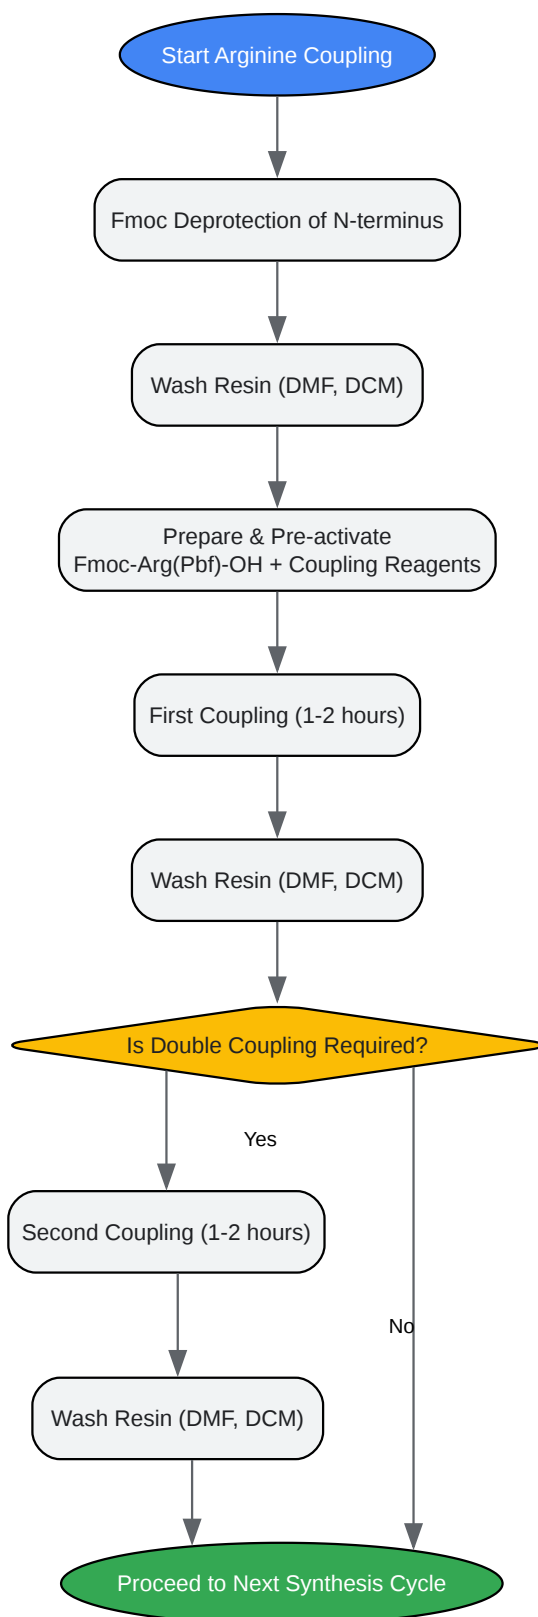 Start Arginine Coupling
Fmoc Deprotection of N-terminus
Wash Resin (DMF, DCM)
Prepare & Pre-activate
Fmoc-Arg(Pbf)-OH + Coupling Reagents
First Coupling (1-2 hours)
Wash Resin (DMF, DCM)
Is Double Coupling Required?
Yes
Second Coupling (1-2 hours)
No
Wash Resin (DMF, DCM)
Proceed to Next Synthesis Cycle